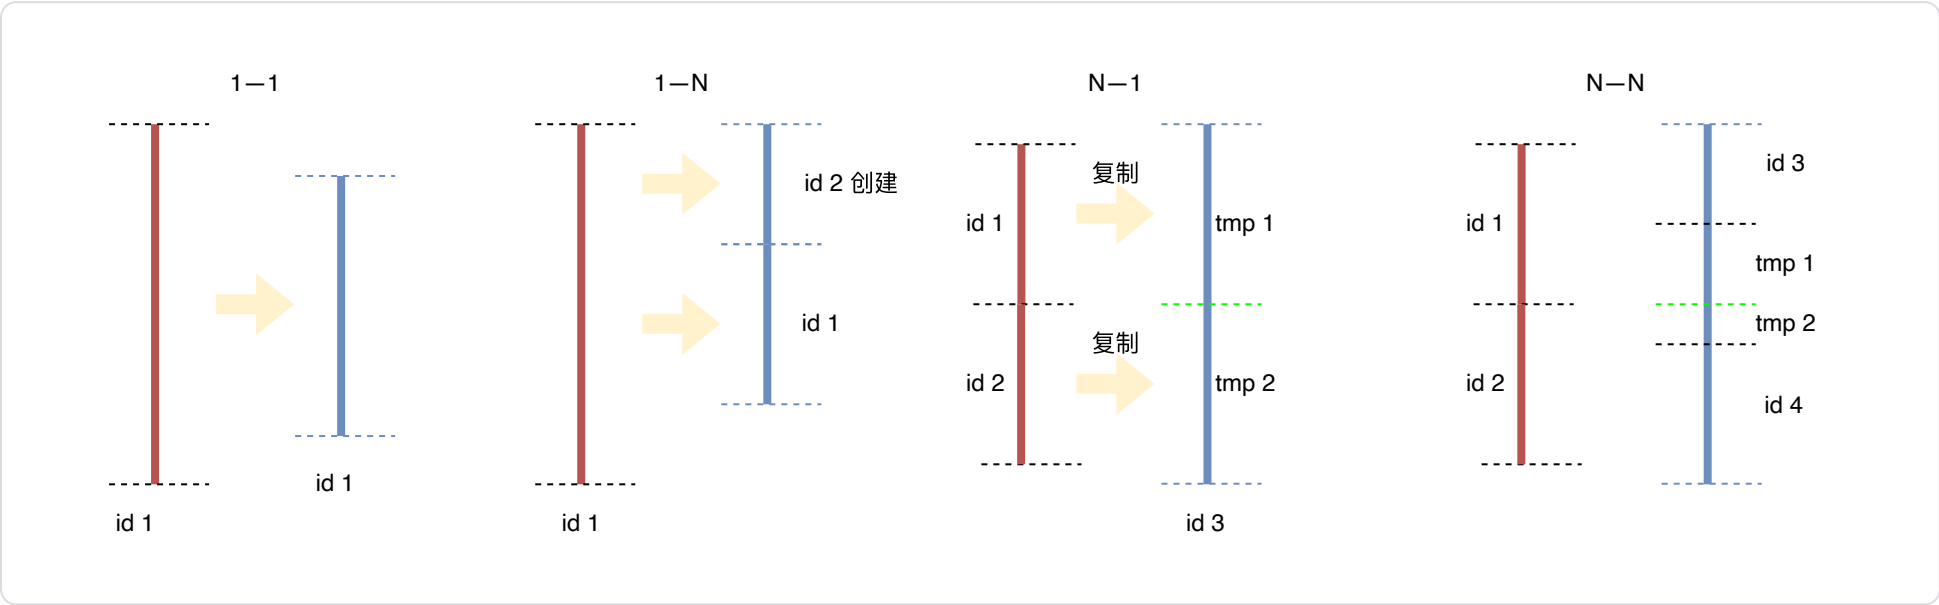 1—1
id 1
id 1
1—N
id 2 创建
id 1
id 1
N—1
复制
id 1
tmp 1
复制
id 2
tmp 2
id 3
N—N
id 3
id 1
tmp 1
tmp 2
id 2
id 4